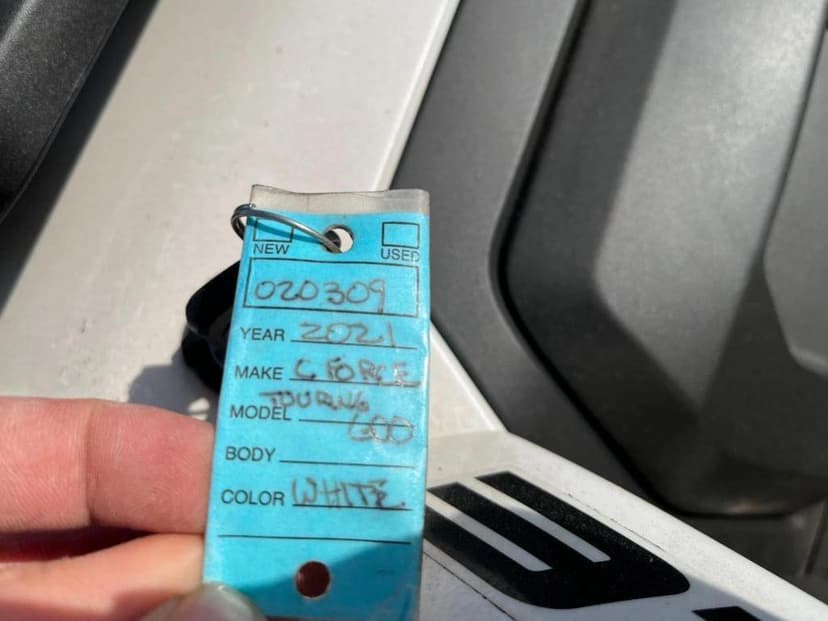 NEW USED
020309
YEAR 2021
MAKE C FORCE
TOURING
MODEL 600
BODY
COLOR WHITE